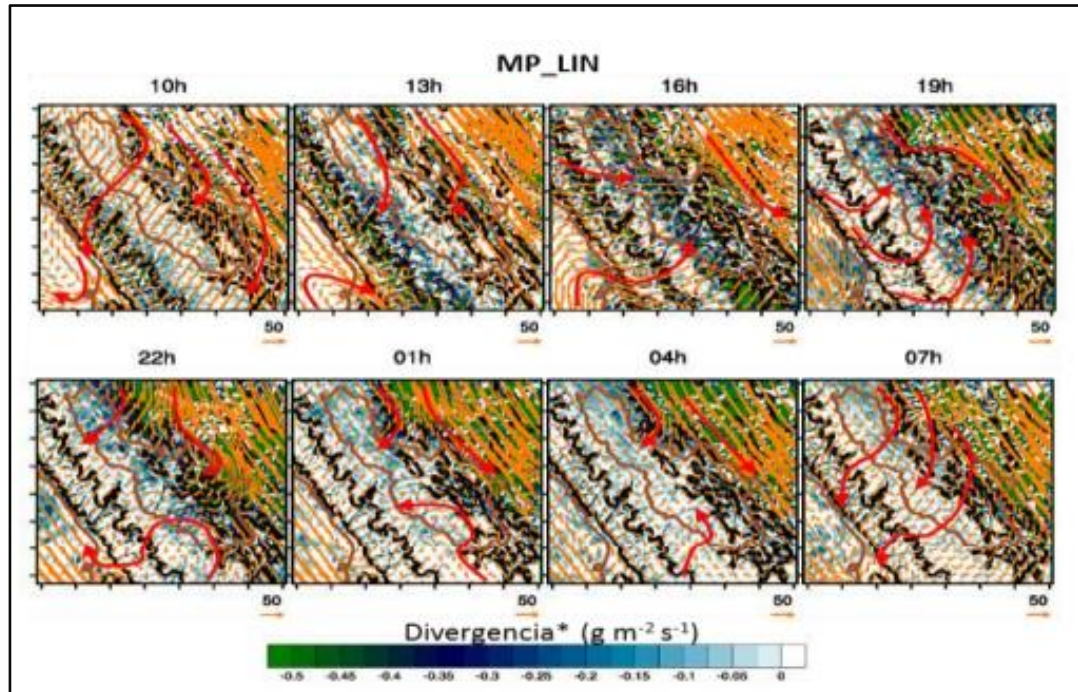 MP_LIN
10h 13h 16h 19h
50 50 50 50
22h 01h 04h 07h
50 50 50 50
Divergencia* (g m⁻² s⁻¹)
-0.5 -0.45 -0.4 -0.35 -0.3 -0.25 -0.2 -0.15 -0.1 -0.05 0